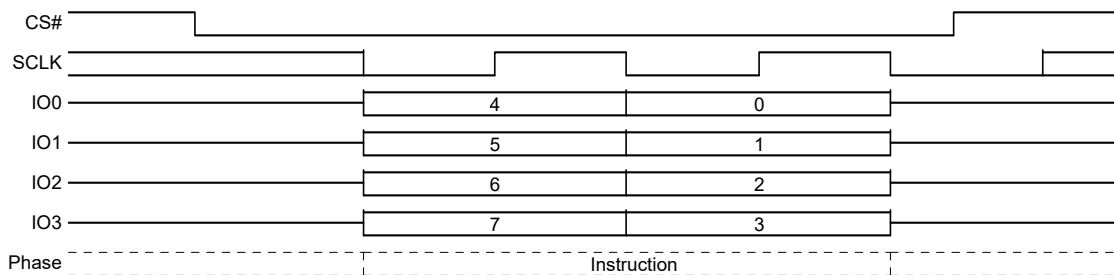 CS#
SCLK
IO0 4 0
IO1 5 1
IO2 6 2
IO3 7 3
Phase Instruction